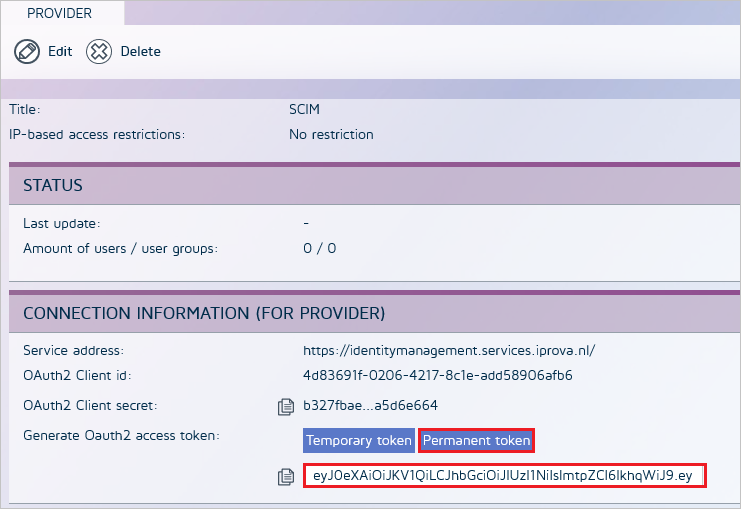 PROVIDER
Edit Delete
Title: SCIM
IP-based access restrictions: No restriction
STATUS
Last update: -
Amount of users / user groups: 0 / 0
CONNECTION INFORMATION (FOR PROVIDER)
Service address: https://identitymanagement.services.iprova.nl/
OAuth2 Client id: 4d83691f-0206-4217-8c1e-add58906afb6
OAuth2 Client secret: b327fbae...a5d6e664
Generate Oauth2 access token: Temporary token Permanent token
eyJ0eXAiOiJKV1QiLCJhbGciOiJIUzI1NiIsImtpZCI6IkhqWiJ9.ey